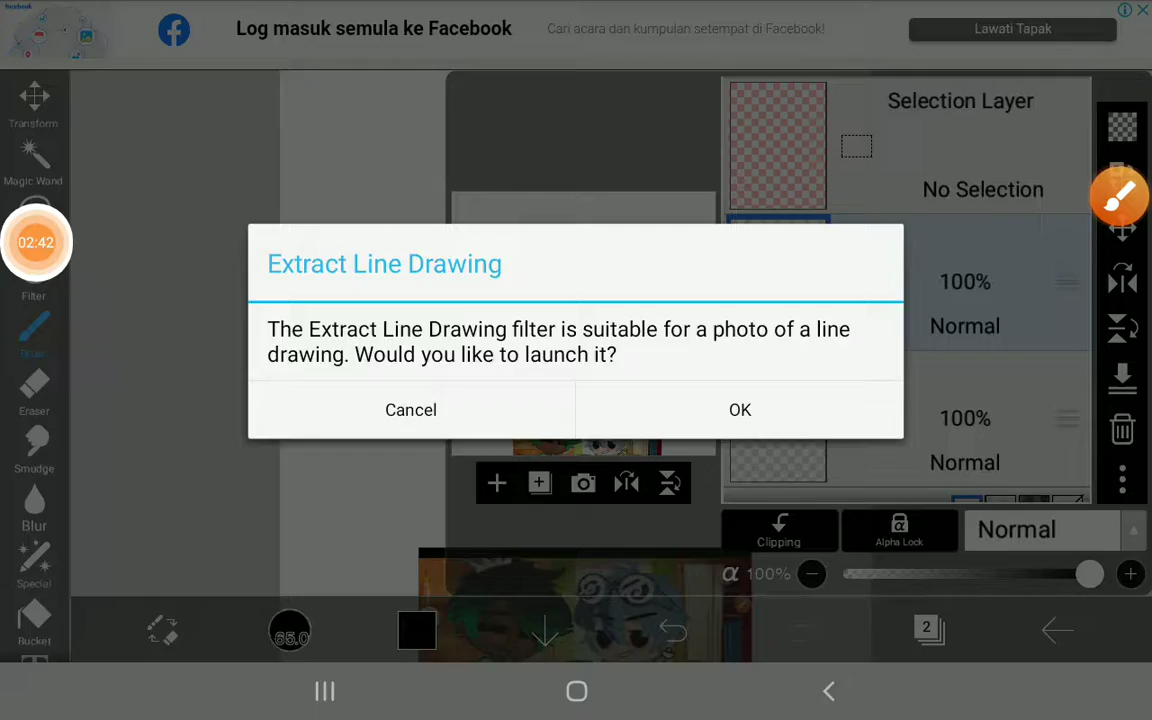 facebook
Log masuk semula ke Facebook
Cari acara dan kumpulan setempat di Facebook!
Lawati Tapak
Transform
Magic Wand
02:42
Filter
Brush
Eraser
Smudge
Blur
Special
Bucket
Selection Layer
No Selection
100%
Normal
100%
Normal
Extract Line Drawing
The Extract Line Drawing filter is suitable for a photo of a line
drawing. Would you like to launch it?
Cancel
OK
Clipping
Alpha Lock
Normal
α 100%
65.0
2